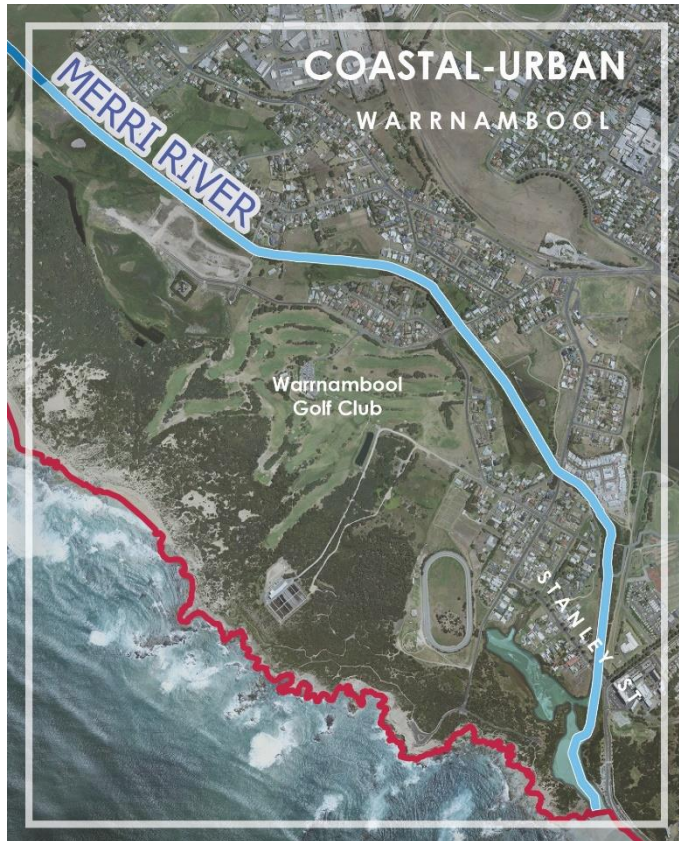 COASTAL-URBAN
WARRNAMBOOL
MERRI RIVER
Warrnambool
Golf Club
STANLEY ST